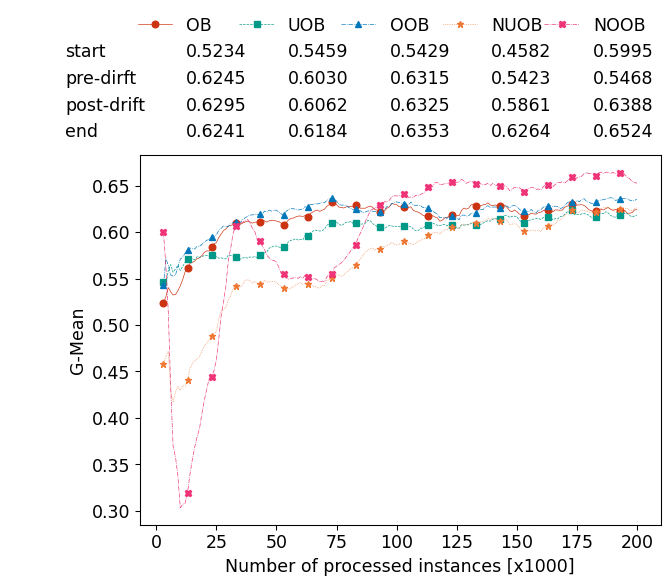 OB UOB OOB NUOB NOOB
start 0.5234 0.5459 0.5429 0.4582 0.5995
pre-dirft 0.6245 0.6030 0.6315 0.5423 0.5468
post-drift 0.6295 0.6062 0.6325 0.5861 0.6388
end 0.6241 0.6184 0.6353 0.6264 0.6524
0.65
0.60
0.55
0.50
0.45
0.40
0.35
0.30
G-Mean
0 25 50 75 100 125 150 175 200
Number of processed instances [x1000]